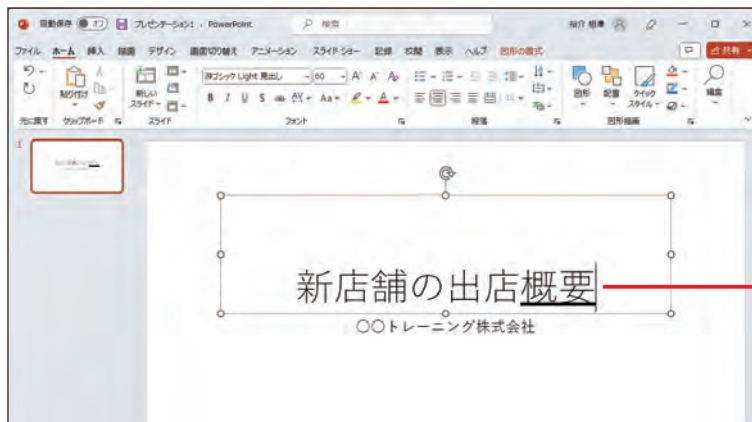 自動保存 オフ プレゼンテーション1 - PowerPoint 検索
ファイル ホーム 挿入 描画 デザイン 画面切り替え アニメーション スライド ショー 記録 校閲 表示 ヘルプ 図形の書式 共有
貼り付け 新しいスライド 游ゴシック Light 見出し 60 図形 配置 クイックスタイル 編集
B I U S ab AV Aa A
元に戻す クリップボード スライド フォント 段落 図形描画
1
新店舗の出店概要
〇〇トレーニング株式会社